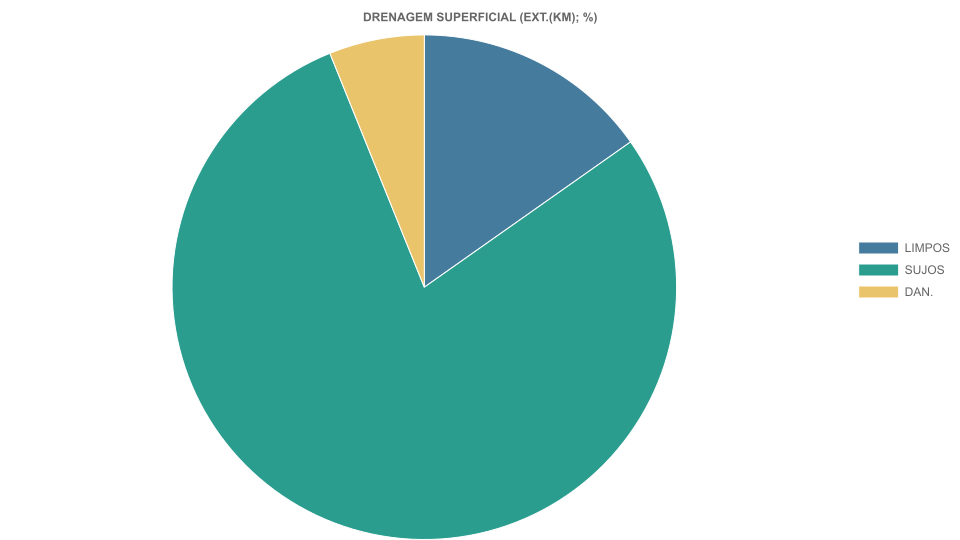 DRENAGEM SUPERFICIAL (EXT.(KM); %)
LIMPOS
SUJOS
DAN.